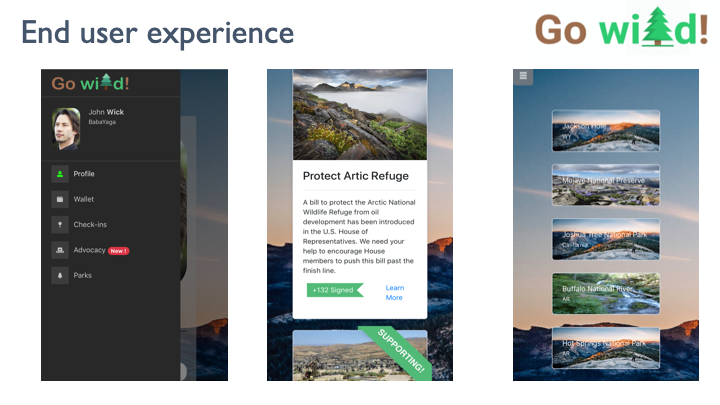 End user experience
Go wild!
Go wild!
John Wick
BabaYaga
Profile
Wallet
Check-ins
Advocacy New !
Parks
Protect Artic Refuge
A bill to protect the Arctic National
Wildlife Refuge from oil
development has been introduced
in the U.S. House of
Representatives. We need your
help to encourage House
members to push this bill past the
finish line.
+132 Signed
Learn
More
SUPPORTING!
Jackson Hole
WY
Mojave National Preserve
Joshua Tree National Park
California
Buffalo National River
AR
Hot Springs National Park
AR